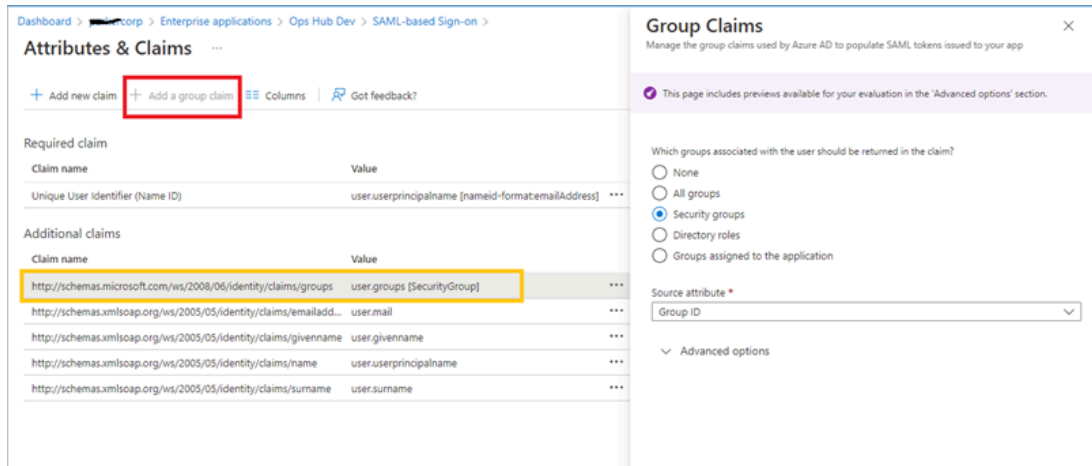 Dashboard > corp > Enterprise applications > Ops Hub Dev > SAML-based Sign-on >
Attributes & Claims ...
+ Add new claim + Add a group claim Columns Got feedback?
Required claim
Claim name Value
Unique User Identifier (Name ID) user.userprincipalname [nameid-format:emailAddress] ...
Additional claims
Claim name Value
http://schemas.microsoft.com/ws/2008/06/identity/claims/groups user.groups [SecurityGroup] ...
http://schemas.xmlsoap.org/ws/2005/05/identity/claims/emailadd... user.mail ...
http://schemas.xmlsoap.org/ws/2005/05/identity/claims/givenname user.givenname ...
http://schemas.xmlsoap.org/ws/2005/05/identity/claims/name user.userprincipalname ...
http://schemas.xmlsoap.org/ws/2005/05/identity/claims/surname user.surname ...
Group Claims
Manage the group claims used by Azure AD to populate SAML tokens issued to your app
This page includes previews available for your evaluation in the 'Advanced options' section.
Which groups associated with the user should be returned in the claim?
None
All groups
Security groups
Directory roles
Groups assigned to the application
Source attribute *
Group ID
Advanced options